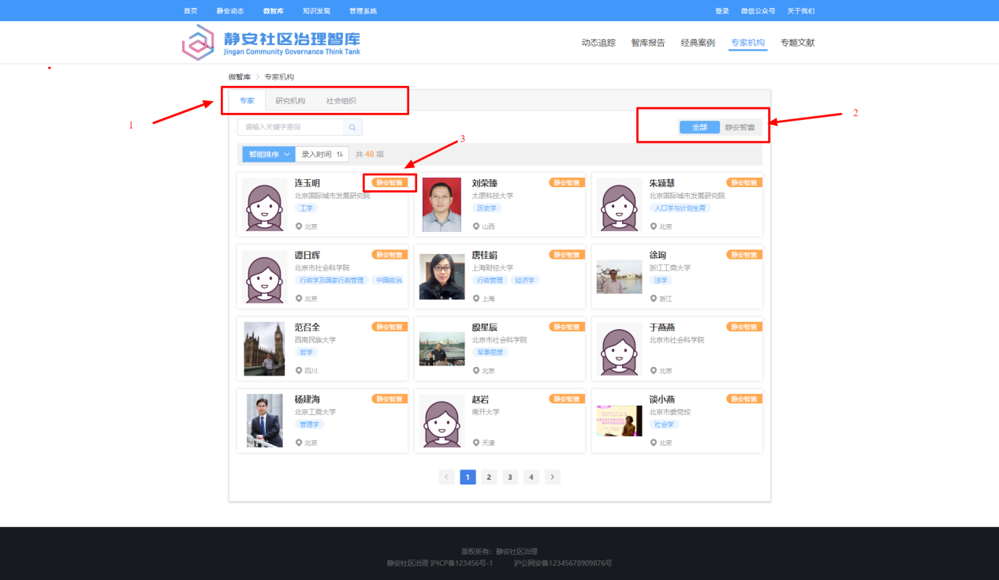 首页 静安动态 微智库 知识发现 管理系统 登录 微信公众号 关于我们
静安社区治理智库
Jingan Community Governance Think Tank
动态追踪 智库报告 经典案例 专家机构 专题文献
微智库 > 专家机构
专家 研究机构 社会组织
1
2
请输入关键字查询
全部 静安智囊
3
智能排序 录入时间 共 48 项
连玉明 静安智囊
北京国际城市发展研究院
工学
北京
刘荣臻 静安智囊
太原科技大学
历史学
山西
朱颖慧 静安智囊
北京国际城市发展研究院
人口学与计划生育
北京
谭日辉 静安智囊
北京市社会科学院
行政学及国家行政管理 中国政治.
北京
唐桂娟 静安智囊
上海财经大学
行政管理 经济学
上海
徐珣 静安智囊
浙江工商大学
法学
浙江
范召全 静安智囊
西南民族大学
哲学
四川
殷星辰 静安智囊
北京市社会科学院
军事思想
北京
于燕燕 静安智囊
北京市社会科学院
北京
杨建海 静安智囊
北京工商大学
管理学
北京
赵岩 静安智囊
南开大学
天津
谈小燕 静安智囊
北京市委党校
社会学
北京
< 1 2 3 4 >
版权所有：静安社区治理
静安社区治理 沪ICP备123456号-1 沪公网安备12345678909876号